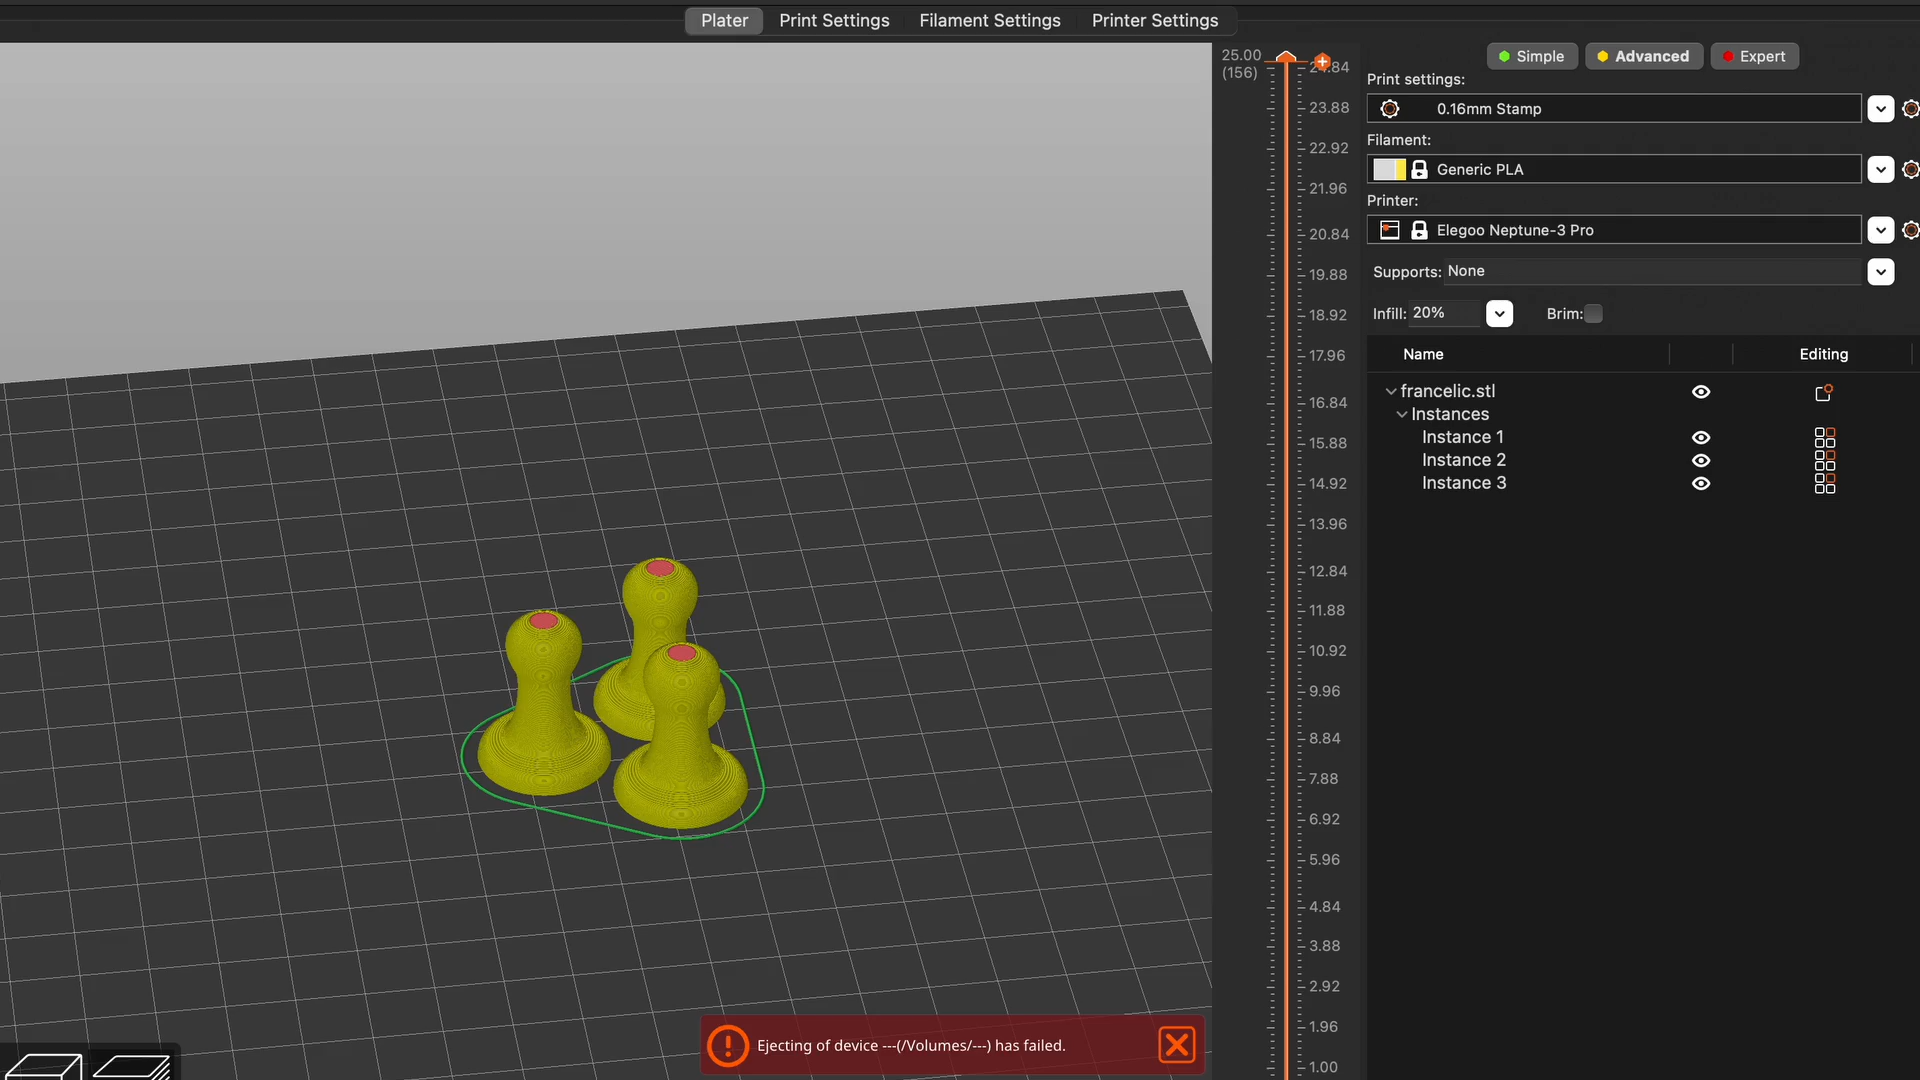 Plater Print Settings Filament Settings Printer Settings
25.00
(156)
24.84
23.88
22.92
21.96
20.84
19.88
18.92
17.96
16.84
15.88
14.92
13.96
12.84
11.88
10.92
9.96
8.84
7.88
6.92
5.96
4.84
3.88
2.92
1.96
1.00
Simple Advanced Expert
Print settings:
0.16mm Stamp
Filament:
Generic PLA
Printer:
Elegoo Neptune-3 Pro
Supports: None
Infill: 20% Brim:
Name Editing
francelic.stl
Instances
Instance 1
Instance 2
Instance 3
Ejecting of device ---(/Volumes/---) has failed.